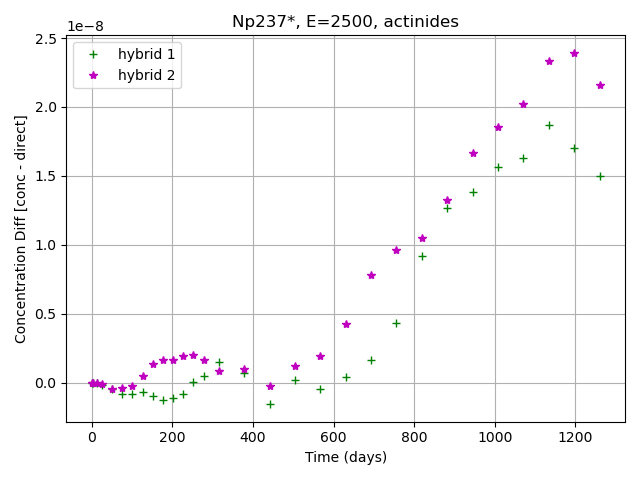 Np237*, E=2500, actinides
1e−8
2.5
2.0
1.5
1.0
0.5
0.0
Concentration Diff [conc - direct]
hybrid 1
hybrid 2
0 200 400 600 800 1000 1200
Time (days)